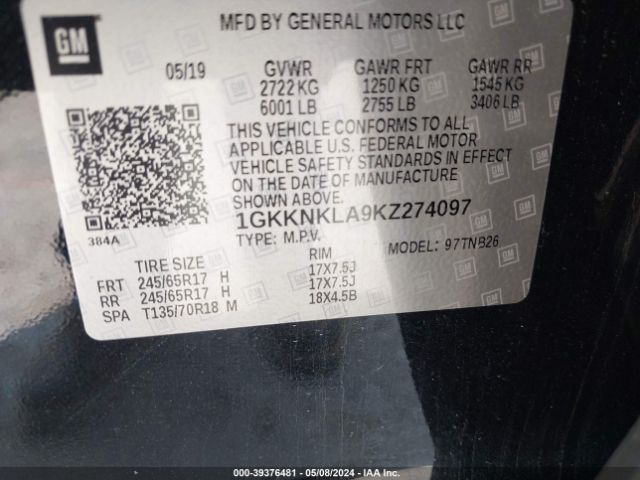 GM
MFD BY GENERAL MOTORS LLC
05/19 GVWR GAWR FRT GAWR RR
2722 KG 1250 KG 1545 KG
6001 LB 2755 LB 3406 LB
THIS VEHICLE CONFORMS TO ALL
APPLICABLE U.S. FEDERAL MOTOR
VEHICLE SAFETY STANDARDS IN EFFECT
ON THE DATE OF MANUFACTURE
SHOWN ABOVE.
1GKKNKLA9KZ274097
384A TYPE: M.P.V. MODEL: 97TNB26
TIRE SIZE RIM
FRT 245/65R17 H 17X7.5J
RR 245/65R17 H 17X7.5J
SPA T135/70R18 M 18X4.5B
000-39376481 - 05/08/2024 - IAA Inc.